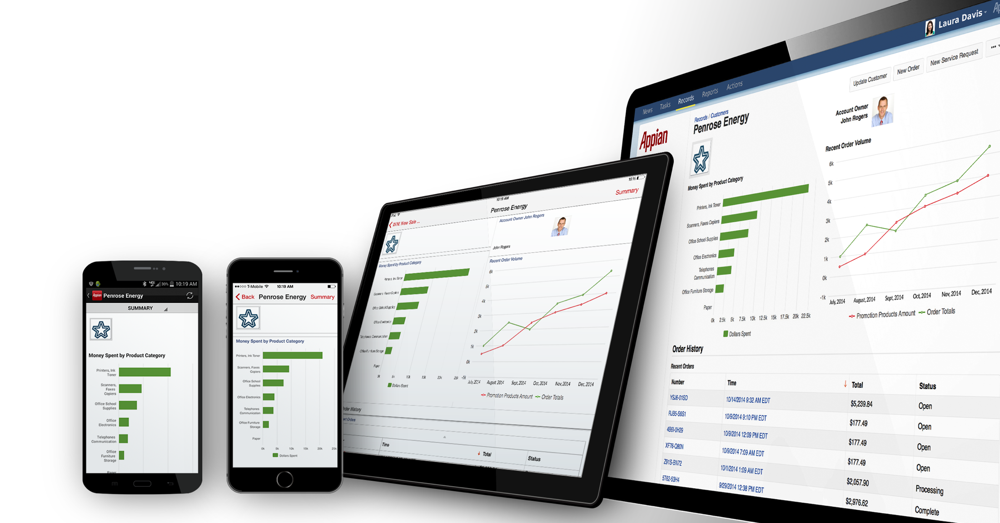 30% 10:19 AM
Appian Penrose Energy
SUMMARY
Money Spent by Product Category
Printers, Ink
Toner
Scanners,
Faxes
Copiers
Office School
Supplies
Office
Electronics
Telephones
Communication
Office
Furniture
Storage
Paper
T-Mobile 10:19 AM
Back Penrose Energy Summary
Money Spent by Product Category
Printers, Ink Toner
Scanners, Faxes
Copiers
Office School
Supplies
Office Electronics
Telephones
Communication
Office Furniture
Storage
Paper
0k 5k 10k 15k 20k 25k
Dollars Spent
iPad 10:19 AM 16%
WIN! New Sale ... Penrose Energy Summary
Account Owner John Rogers
John Rogers
Money Spent by Product Category
Printers, Ink Toner
Scanners, Faxes Copiers
Office School Supplies
Office Electronics
Telephones Communication
Office Furniture Storage
Paper
0k 5k 10k 15k 20k 25k
Dollars Spent
Recent Order Volume
6k
5k
4k
3k
2k
1k
0k
-1k
July, 2014 August, 2014 Sept, 2014 Oct, 2014 Nov, 2014 Dec, 2014
Promotion Products Amount Order Totals
Order History
Time Total Status
Laura Davis
News Tasks Records Reports Actions
Update Customer New Order New Service Request ...
Appian
Records / Customers
Penrose Energy
Account Owner
John Rogers
Money Spent by Product Category
Printers, Ink Toner
Scanners, Faxes Copiers
Office School Supplies
Office Electronics
Telephones
Communication
Office Furniture Storage
Paper
0k 2.5k 5k 7.5k 10k 12.5k 15k 17.5k 20k 22.5k
Dollars Spent
Recent Order Volume
6k
5k
4k
3k
2k
1k
0k
-1k
July, 2014 August, 2014 Sept, 2014 Oct, 2014 Nov, 2014 Dec, 2014
Promotion Products Amount Order Totals
Order History
Recent Orders
Number Time Total Status
YSJ6-01SD 10/14/2014 9:32 AM EDT $5,239.84 Open
RJB5-S6S1 10/9/2014 9:10 PM EDT $177.49 Open
4B6I-0H29 10/9/2014 12:09 PM EDT $177.49 Open
XF76-Q80N 10/9/2014 7:09 AM EDT $177.49 Open
Z91S-BN72 10/1/2014 1:09 AM EDT $2,057.90 Processing
5T62-53H4 9/29/2014 12:38 PM EDT $2,976.62 Complete